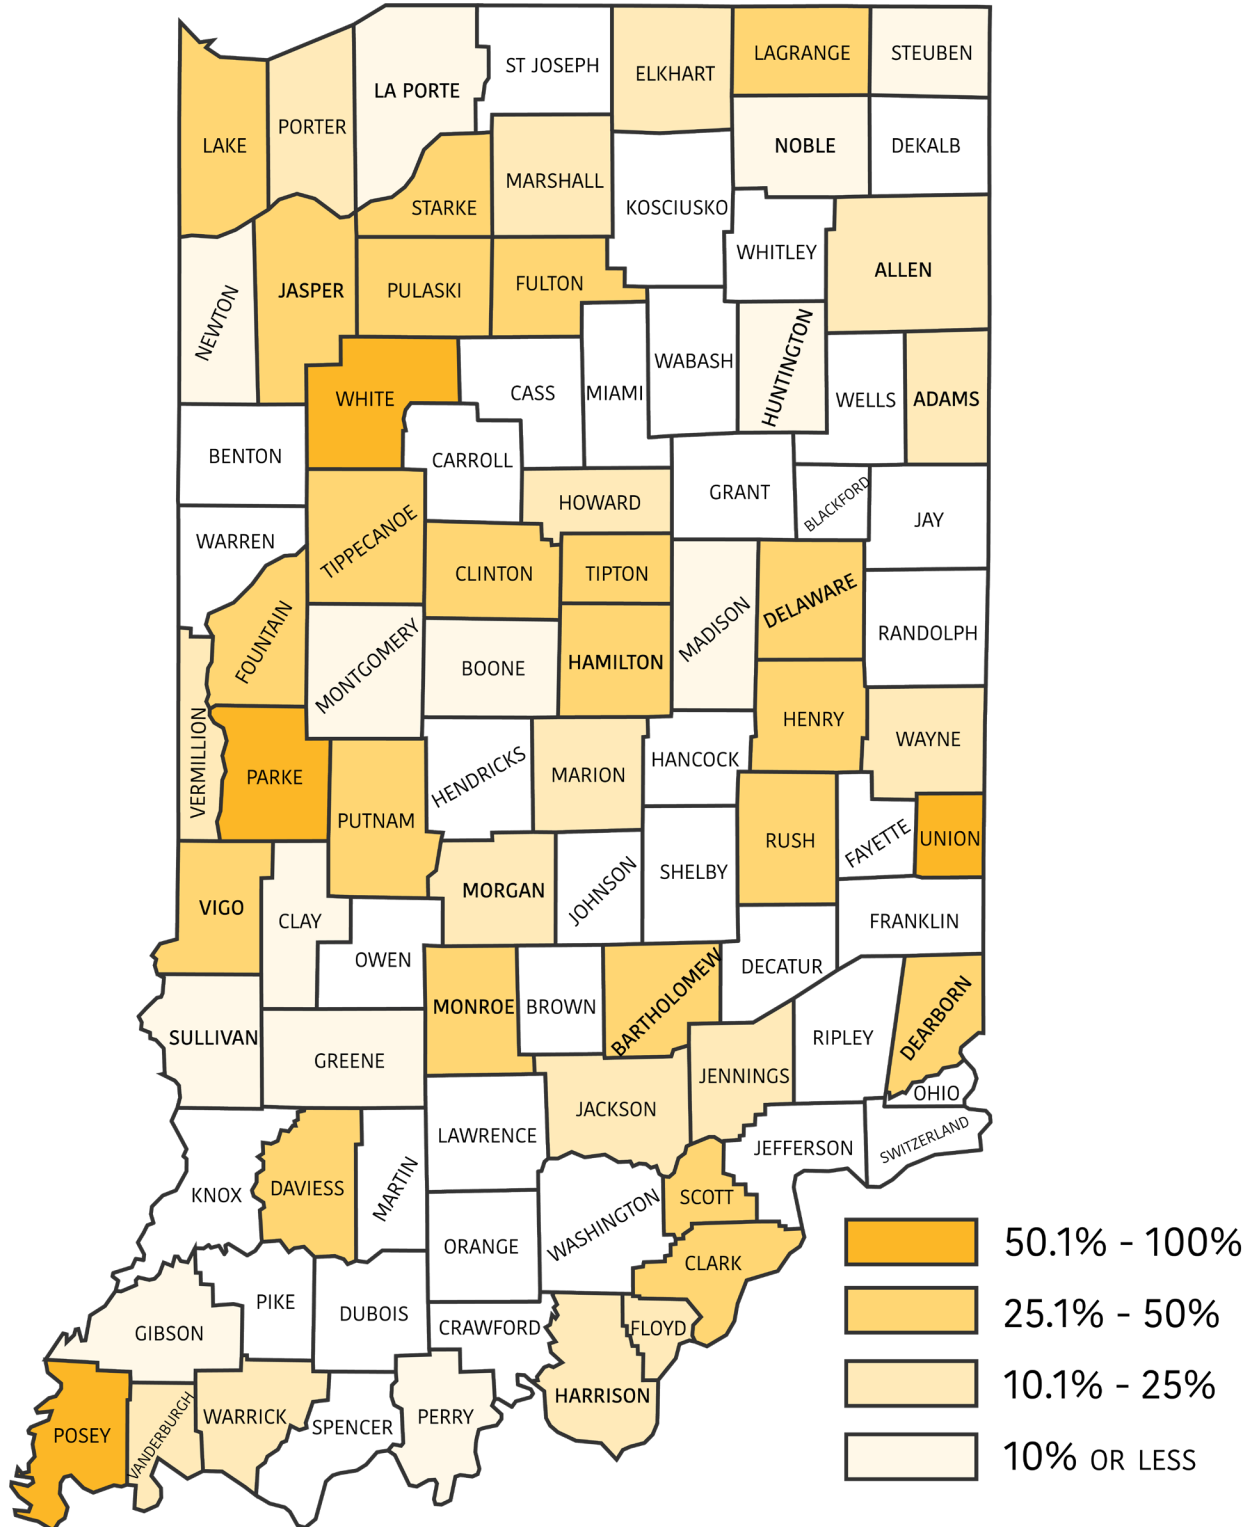 ST JOSEPH
LAGRANGE
STEUBEN
ELKHART
LA PORTE
PORTER
LAKE
NOBLE
DEKALB
MARSHALL
STARKE
KOSCIUSKO
WHITLEY
ALLEN
NEWTON
JASPER
PULASKI
FULTON
HUNTINGTON
WABASH
WHITE
CASS
MIAMI
WELLS
ADAMS
BENTON
CARROLL
HOWARD
GRANT
BLACKFORD
JAY
WARREN
TIPPECANOE
CLINTON
TIPTON
DELAWARE
MADISON
RANDOLPH
FOUNTAIN
MONTGOMERY
BOONE
HAMILTON
HENRY
WAYNE
VERMILLION
PARKE
HENDRICKS
MARION
HANCOCK
PUTNAM
RUSH
FAYETTE
UNION
MORGAN
JOHNSON
SHELBY
VIGO
CLAY
FRANKLIN
OWEN
DECATUR
MONROE
BROWN
BARTHOLOMEW
DEARBORN
SULLIVAN
GREENE
RIPLEY
JENNINGS
OHIO
JACKSON
LAWRENCE
JEFFERSON
SWITZERLAND
KNOX
DAVIESS
MARTIN
SCOTT
WASHINGTON
ORANGE
CLARK
50.1% - 100%
PIKE
DUBOIS
25.1% - 50%
GIBSON
CRAWFORD
FLOYD
10.1% - 25%
HARRISON
POSEY
VANDERBURGH
WARRICK
SPENCER
PERRY
10% OR LESS